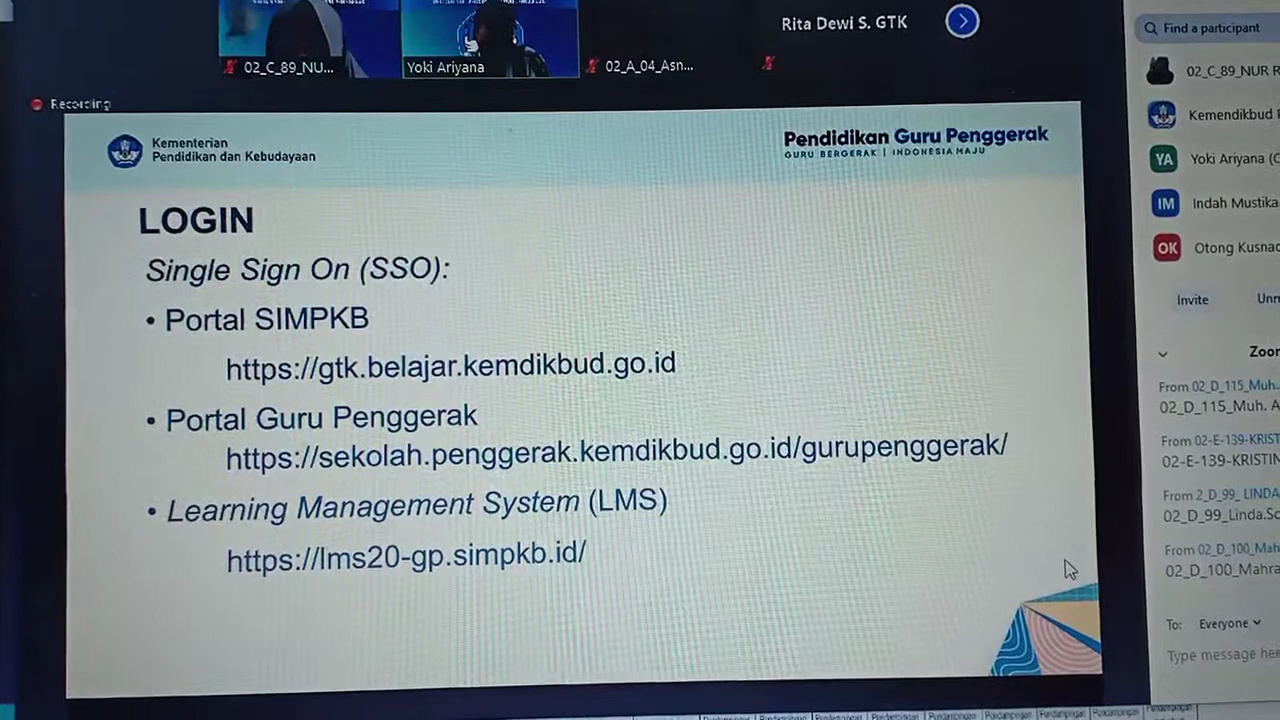 Rita Dewi S. GTK
02_C_89_NU...
Yoki Ariyana
02_A_04_Asn...
Recording
Kementerian
Pendidikan dan Kebudayaan
Pendidikan Guru Penggerak
GURU BERGERAK | INDONESIA MAJU
LOGIN
Single Sign On (SSO):
• Portal SIMPKB
https://gtk.belajar.kemdikbud.go.id
• Portal Guru Penggerak
https://sekolah.penggerak.kemdikbud.go.id/gurupenggerak/
• Learning Management System (LMS)
https://lms20-gp.simpkb.id/
Find a participant
02_C_89_NUR R
Kemendikbud
YA Yoki Ariyana
IM Indah Mustika
OK Otong Kusnad
Invite
Zoom
From 02_D_115_Muh..
02_D_115_Muh. A
From 02-E-139-KRIST
02-E-139-KRISTIN
From 2_D_99_ LINDA
02_D_99_Linda.Sc
From 02_D_100_Mah
02_D_100_Mahra
To: Everyone
Type message here